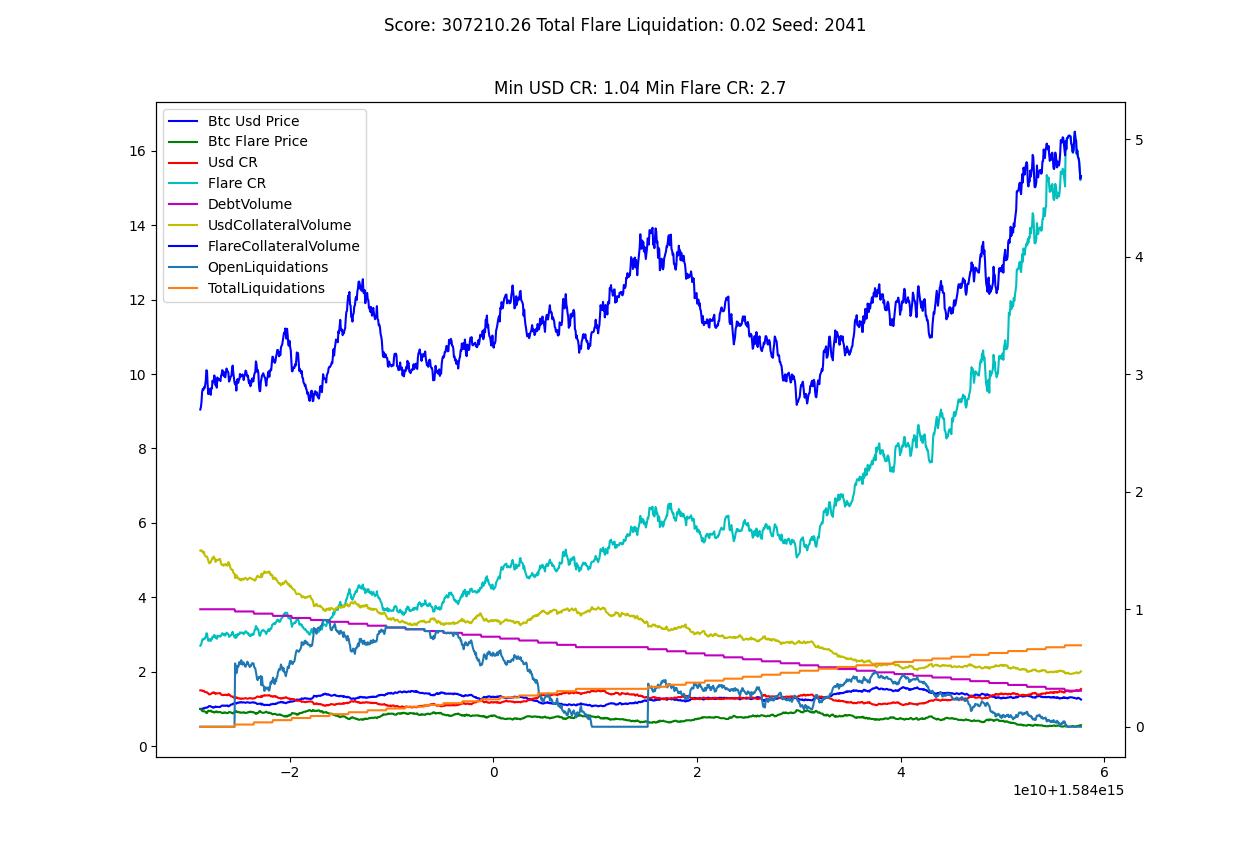 Score: 307210.26 Total Flare Liquidation: 0.02 Seed: 2041
Min USD CR: 1.04 Min Flare CR: 2.7
Btc Usd Price
Btc Flare Price
Usd CR
Flare CR
DebtVolume
UsdCollateralVolume
FlareCollateralVolume
OpenLiquidations
TotalLiquidations
16
14
12
10
8
6
4
2
0
5
4
3
2
1
0
−2
0
2
4
6
1e10+1.584e15